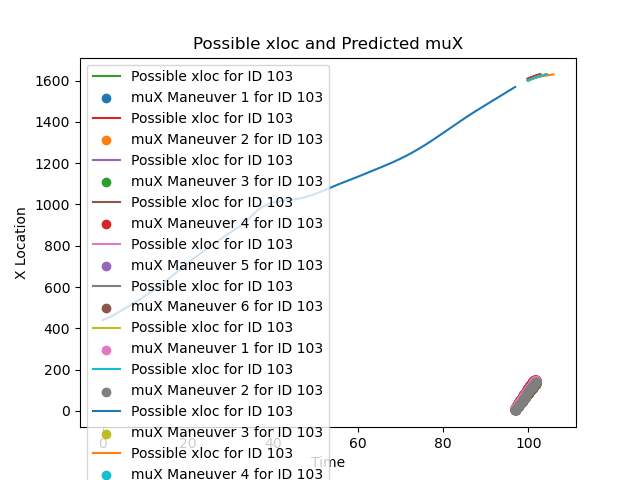 Possible xloc and Predicted muX
1600
1400
1200
1000
800
600
400
200
0
X Location
Possible xloc for ID 103
muX Maneuver 1 for ID 103
Possible xloc for ID 103
muX Maneuver 2 for ID 103
Possible xloc for ID 103
muX Maneuver 3 for ID 103
Possible xloc for ID 103
muX Maneuver 4 for ID 103
Possible xloc for ID 103
muX Maneuver 5 for ID 103
Possible xloc for ID 103
muX Maneuver 6 for ID 103
Possible xloc for ID 103
muX Maneuver 1 for ID 103
Possible xloc for ID 103
muX Maneuver 2 for ID 103
Possible xloc for ID 103
muX Maneuver 3 for ID 103
Possible xloc for ID 103
muX Maneuver 4 for ID 103
0 20 40 60 80 100
Time